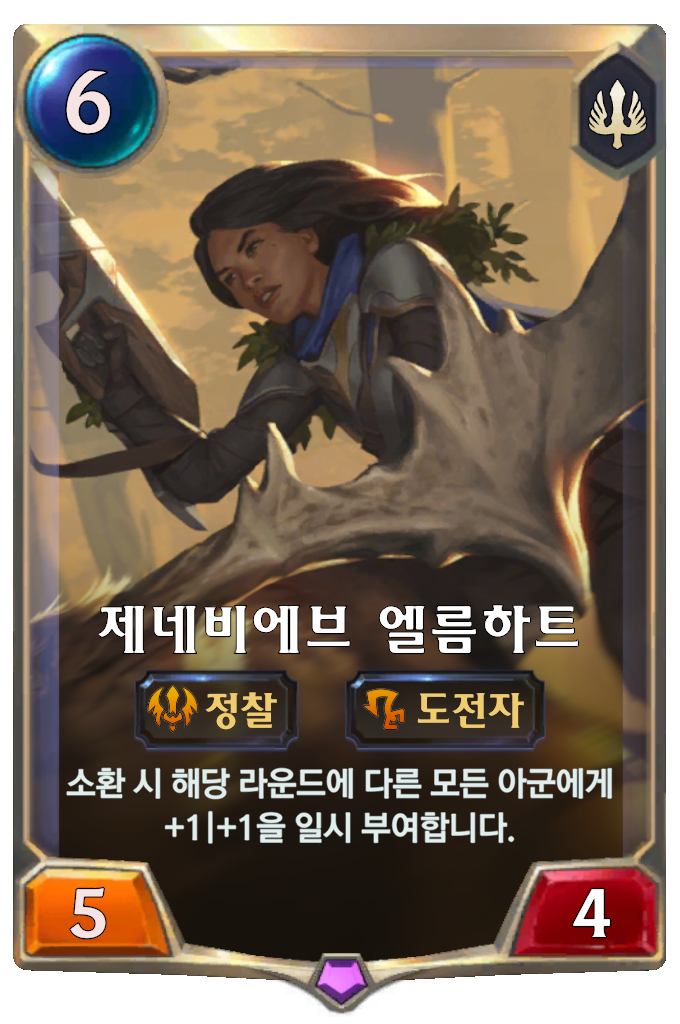 6
제네비에브 엘름하트
정찰 도전자
소환 시 해당 라운드에 다른 모든 아군에게
+1|+1을 일시 부여합니다.
5 4